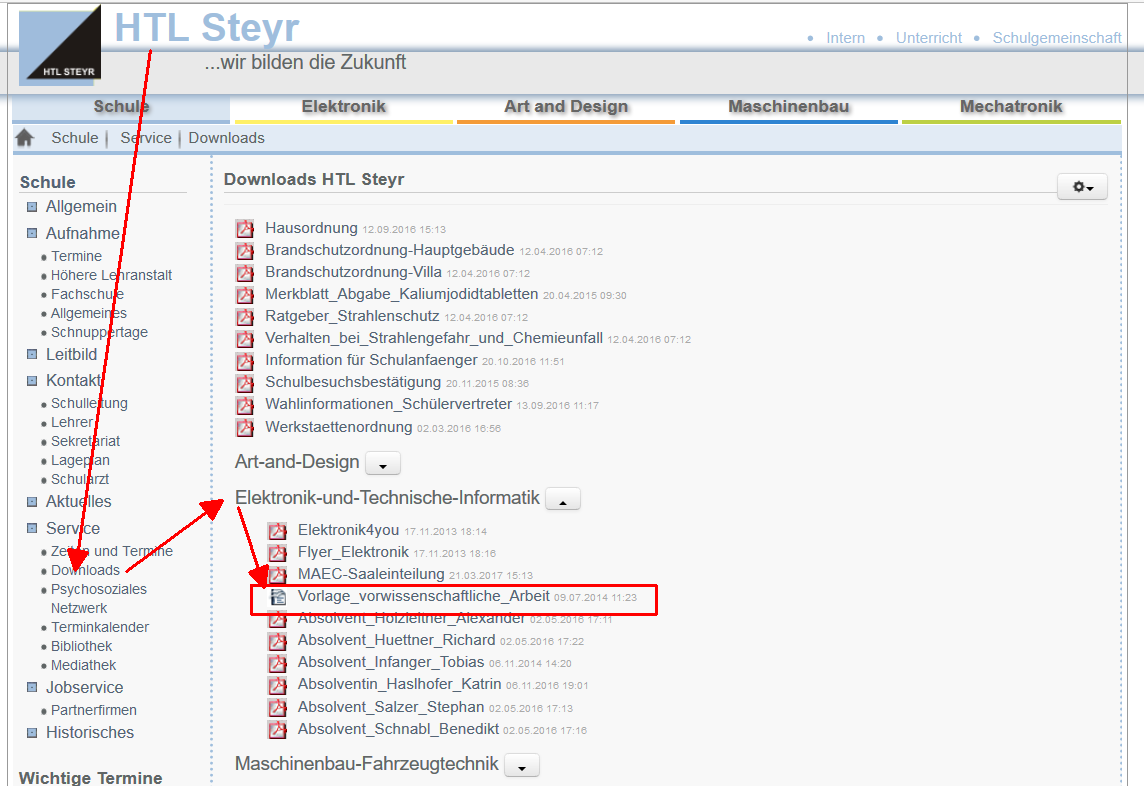 HTL Steyr
HTL STEYR
...wir bilden die Zukunft
• Intern • Unterricht • Schulgemeinschaft
Schule Elektronik Art and Design Maschinenbau Mechatronik
Schule | Service | Downloads
Schule
Allgemein
Aufnahme
Termine
Höhere Lehranstalt
Fachschule
Allgemeines
Schnuppertage
Leitbild
Kontakt
Schulleitung
Lehrer
Sekretariat
Lageplan
Schularzt
Aktuelles
Service
Zeiten und Termine
Downloads
Psychosoziales
Netzwerk
Terminkalender
Bibliothek
Mediathek
Jobservice
Partnerfirmen
Historisches
Wichtige Termine
Downloads HTL Steyr
Hausordnung 12.09.2016 15:13
Brandschutzordnung-Hauptgebäude 12.04.2016 07:12
Brandschutzordnung-Villa 12.04.2016 07:12
Merkblatt_Abgabe_Kaliumjodidtabletten 20.04.2015 09:30
Ratgeber_Strahlenschutz 12.04.2016 07:12
Verhalten_bei_Strahlengefahr_und_Chemieunfall 12.04.2016 07:12
Information für Schulanfaenger 20.10.2016 11:51
Schulbesuchsbestätigung 20.11.2015 08:36
Wahlinformationen_Schülervertreter 13.09.2016 11:17
Werkstaettenordnung 02.03.2016 16:56
Art-and-Design
Elektronik-und-Technische-Informatik
Elektronik4you 17.11.2013 18:14
Flyer_Elektronik 17.11.2013 18:16
MAEC-Saaleinteilung 21.03.2017 15:13
Vorlage_vorwissenschaftliche_Arbeit 09.07.2014 11:23
Absolvent_Holzleitner_Alexander 02.05.2016 17:11
Absolvent_Huettner_Richard 02.05.2016 17:22
Absolvent_Infanger_Tobias 06.11.2014 14:20
Absolventin_Haslhofer_Katrin 06.11.2016 19:01
Absolvent_Salzer_Stephan 02.05.2016 17:13
Absolvent_Schnabl_Benedikt 02.05.2016 17:16
Maschinenbau-Fahrzeugtechnik